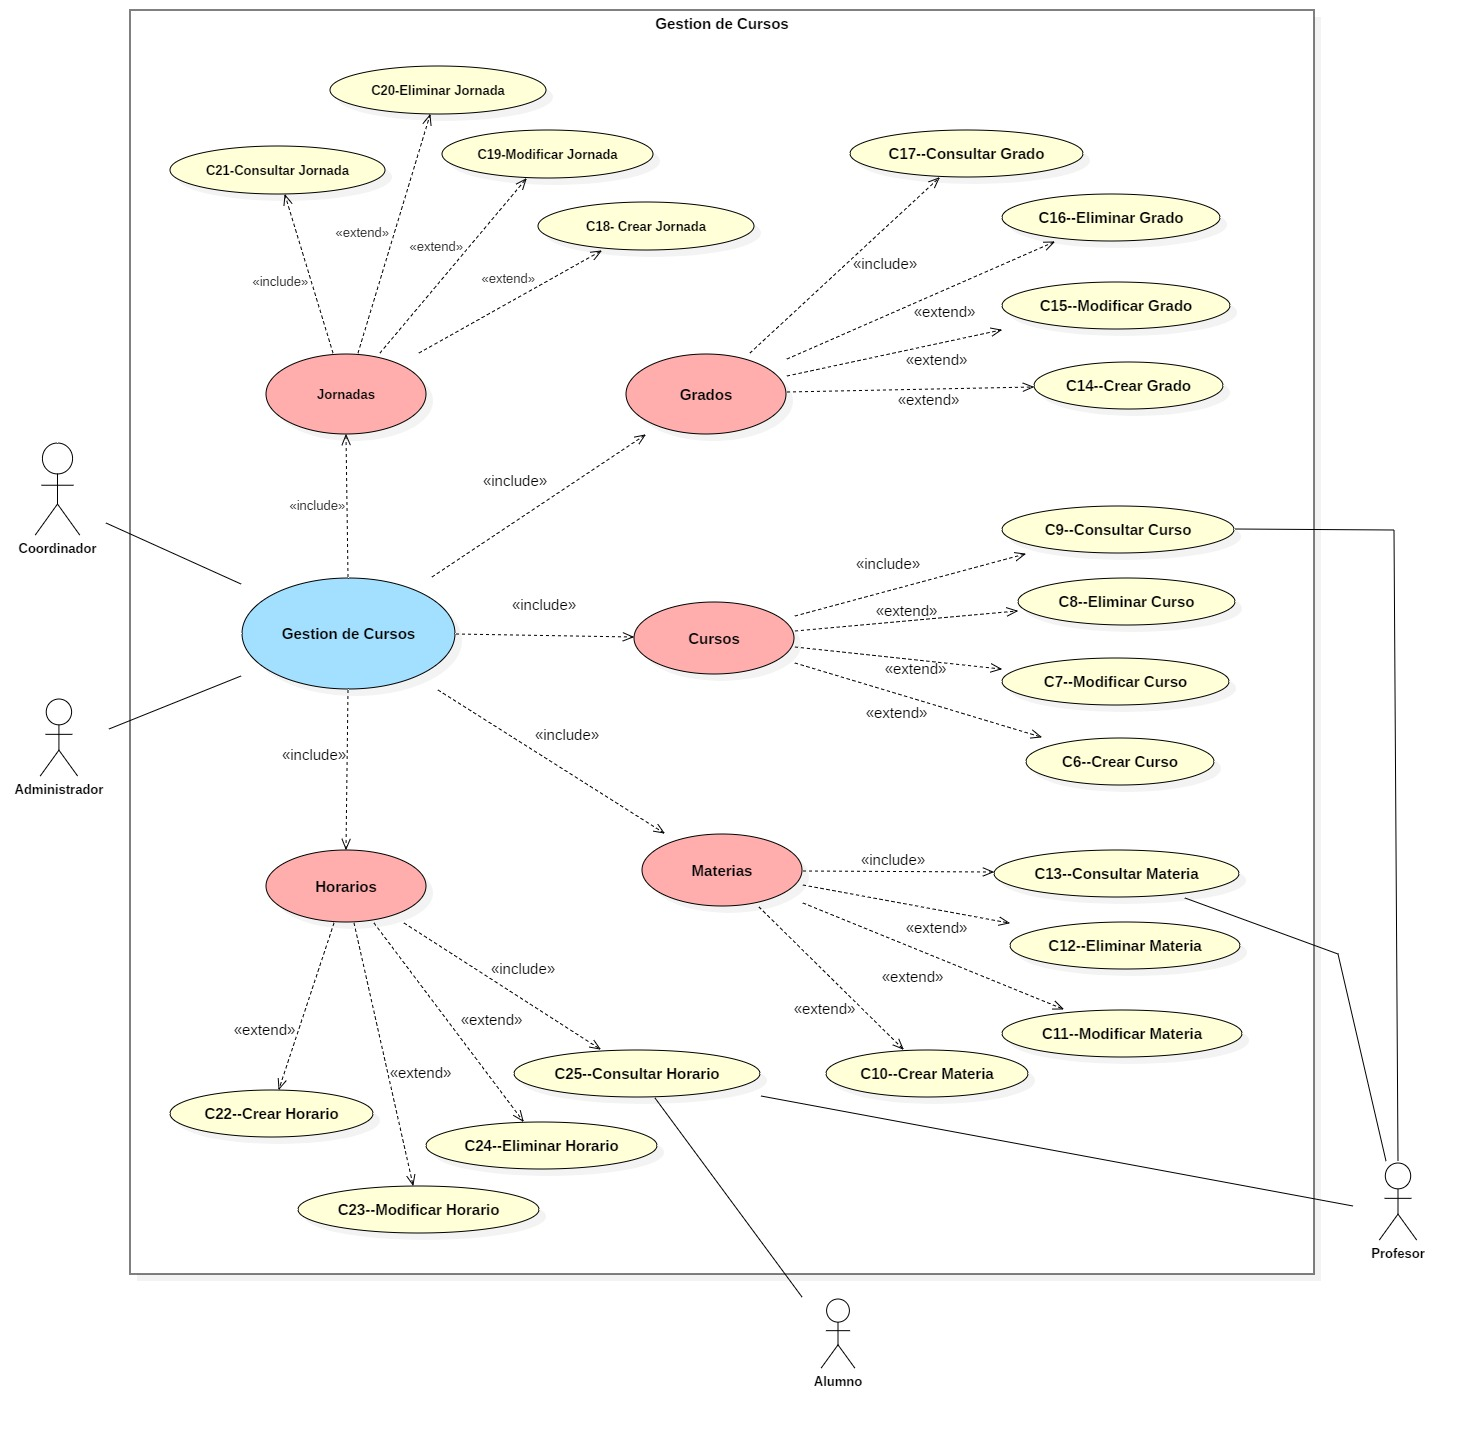 Gestion de Cursos
C20-Eliminar Jornada
C19-Modificar Jornada
C21-Consultar Jornada
C18- Crear Jornada
«extend»
«extend»
«include»
«extend»
C17--Consultar Grado
C16--Eliminar Grado
«include»
C15--Modificar Grado
«extend»
«extend»
C14--Crear Grado
«extend»
Jornadas
Grados
«include»
«include»
Coordinador
Gestion de Cursos
«include»
Cursos
C9--Consultar Curso
«include»
C8--Eliminar Curso
«extend»
«extend»
C7--Modificar Curso
«extend»
C6--Crear Curso
Administrador
«include»
«include»
Horarios
Materias
«include»
C13--Consultar Materia
«extend»
C12--Eliminar Materia
«extend»
C11--Modificar Materia
«extend»
C10--Crear Materia
«include»
«extend»
«extend»
«extend»
C25--Consultar Horario
C22--Crear Horario
C24--Eliminar Horario
C23--Modificar Horario
Profesor
Alumno